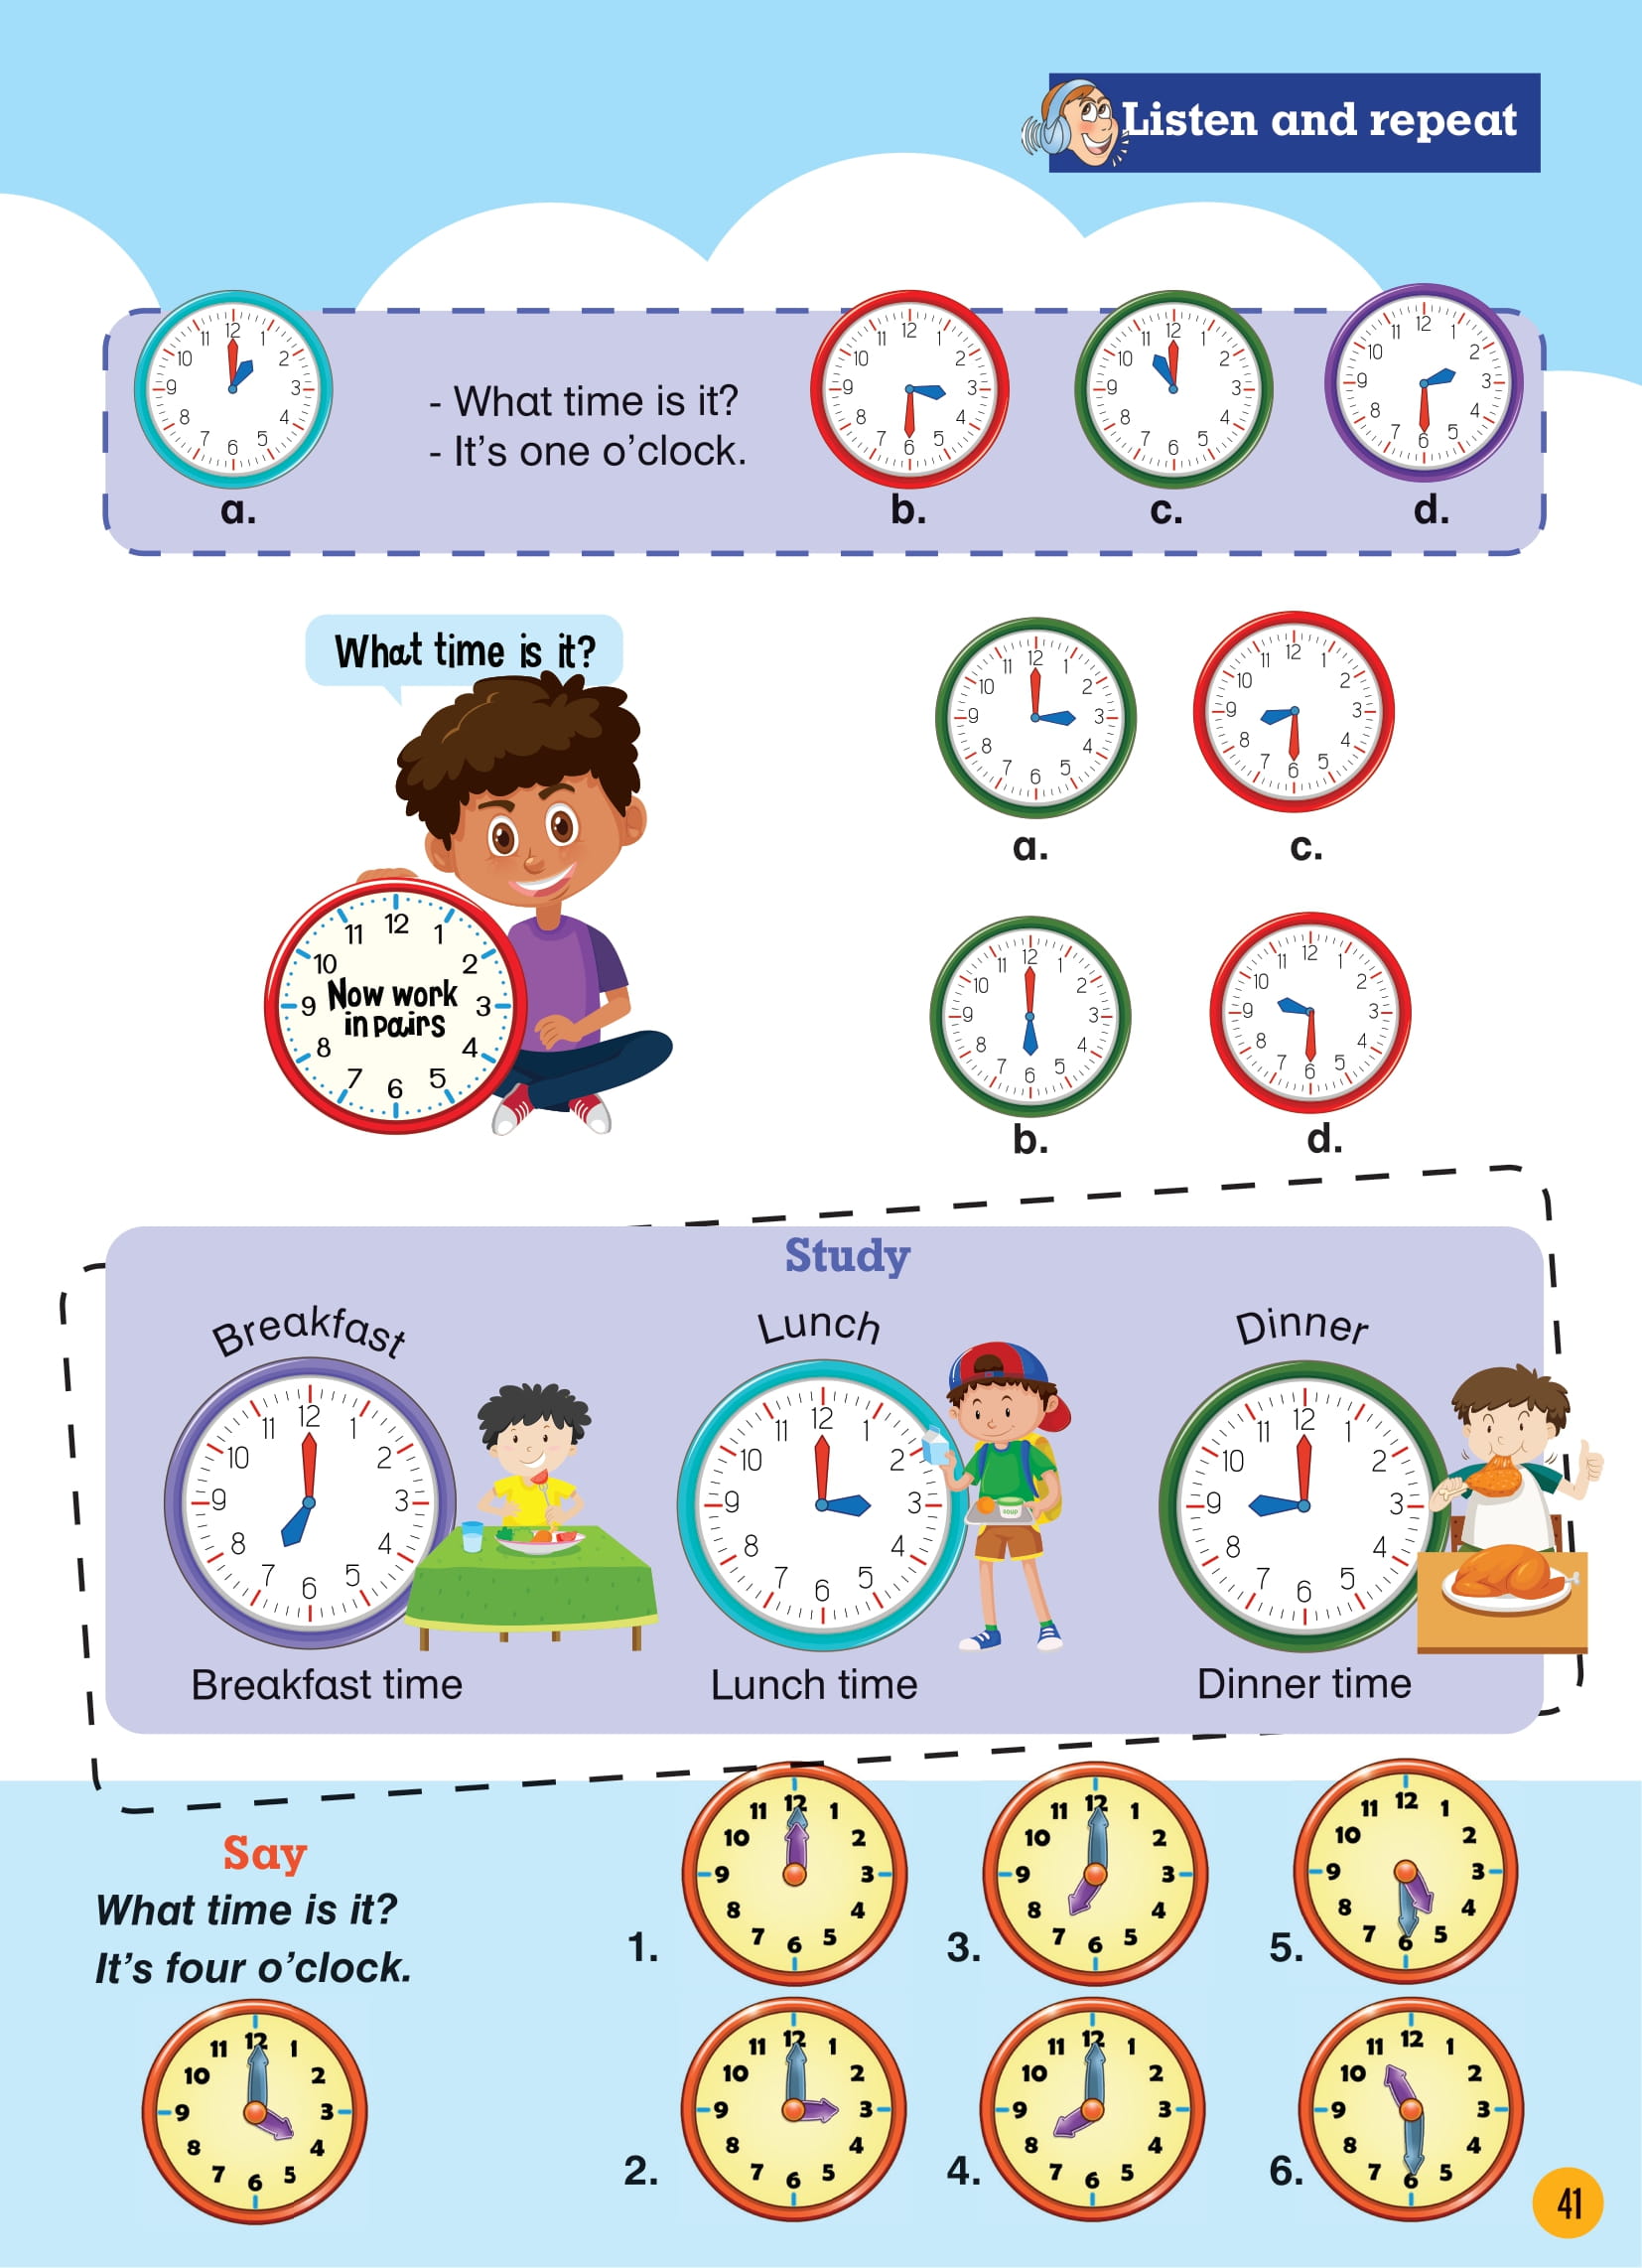 Listen and repeat
- What time is it?
- It's one o'clock.
a.
b.
c.
d.
What time is it?
Now work
in pairs
a.
c.
b.
d.
Study
Breakfast
Lunch
Dinner
soup
Breakfast time
Lunch time
Dinner time
Say
What time is it?
It's four o'clock.
1.
3.
5.
2.
4.
6.
41